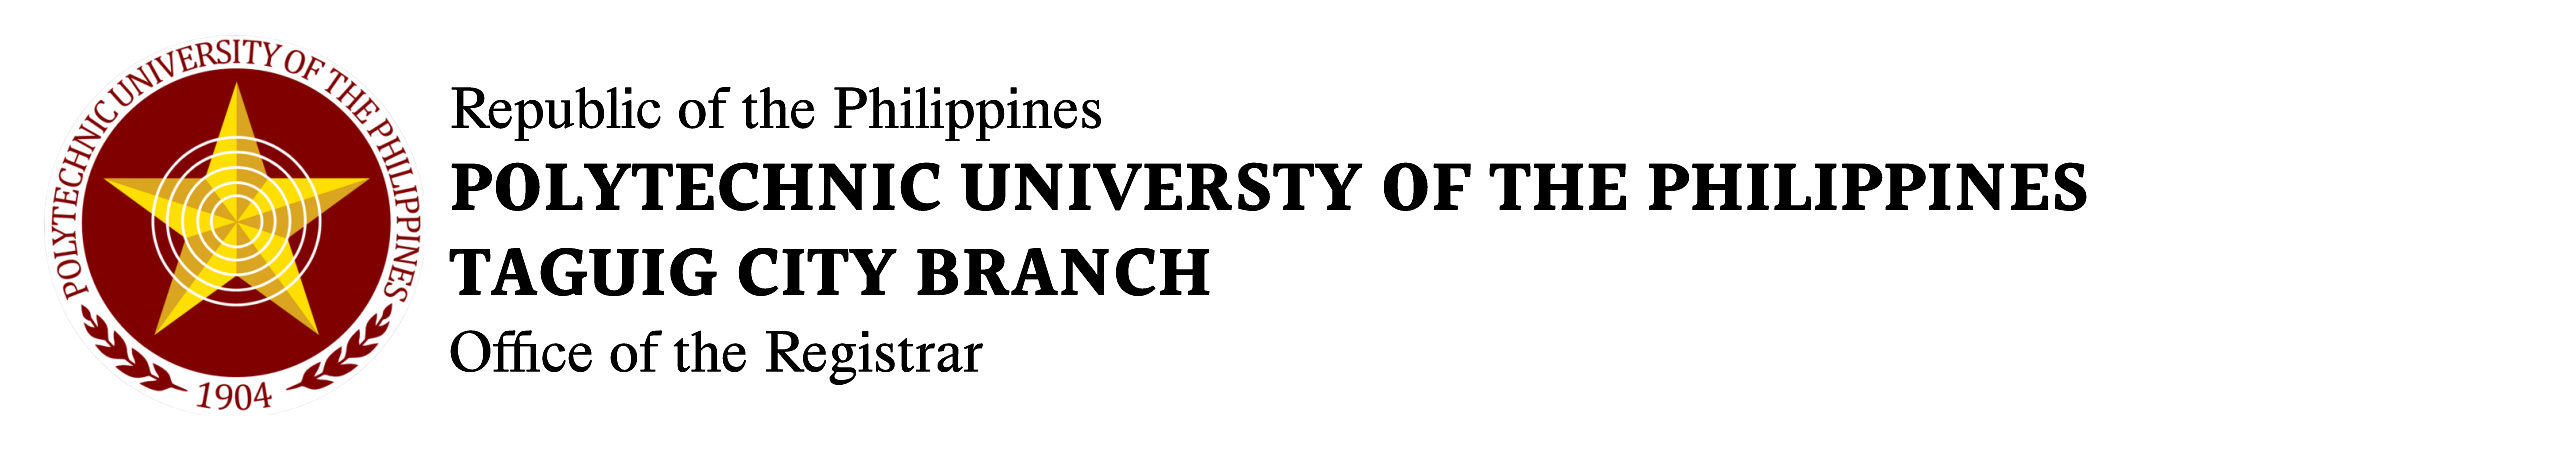 POLYTECHNIC UNIVERSITY OF THE PHILIPPINES
1904
Republic of the Philippines
POLYTECHNIC UNIVERSTY OF THE PHILIPPINES
TAGUIG CITY BRANCH
Office of the Registrar